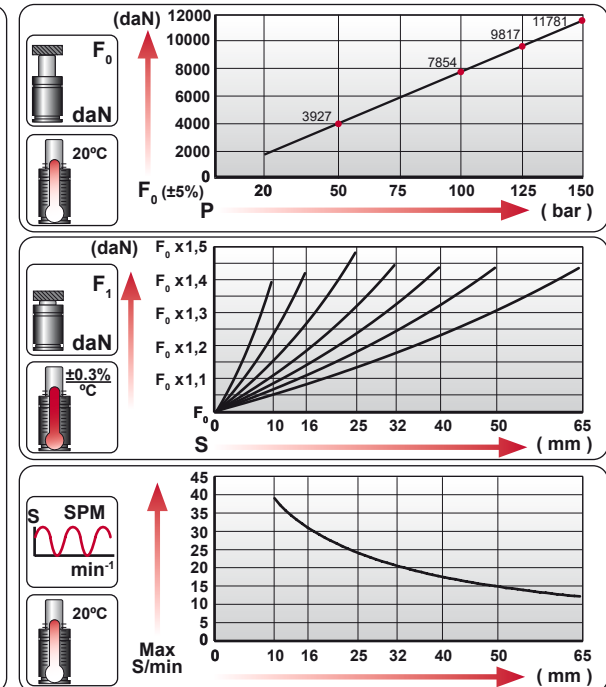 (daN)
12000
10000
8000
6000
4000
2000
0
F₀
daN
20ºC
F₀ (±5%)
3927
7854
9817
11781
20 50 75 100 125 150
P
( bar )
(daN)
F₀ x1,5
F₀ x1,4
F₀ x1,3
F₀ x1,2
F₀ x1,1
F₀
F₁
daN
±0.3%
ºC
0 10 16 25 32 40 50 65
S
( mm )
45
40
35
30
25
20
15
10
5
0
S SPM
min⁻¹
20ºC
Max
S/min
0 10 16 25 32 40 50 65
( mm )